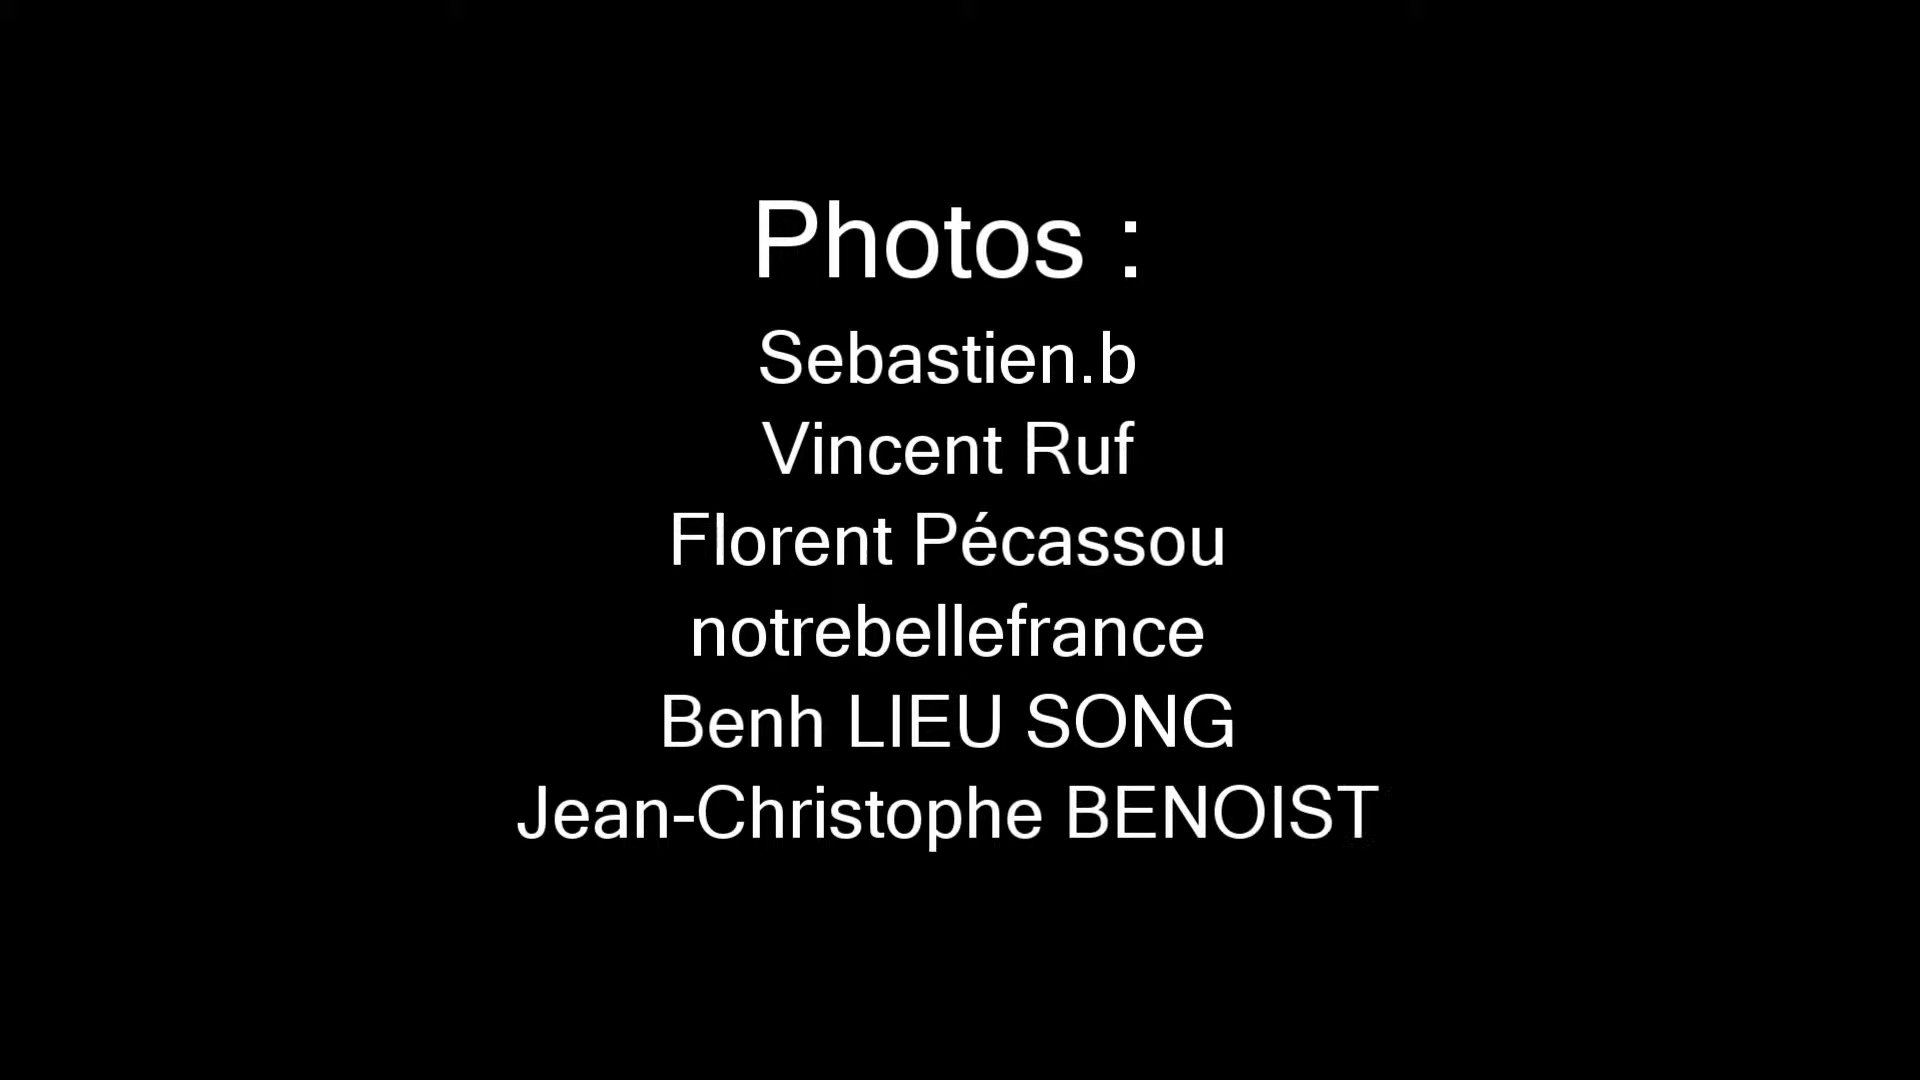 Photos :
Sebastien.b
Vincent Ruf
Florent Pécassou
notrebellefrance
Benh LIEU SONG
Jean-Christophe BENOIST